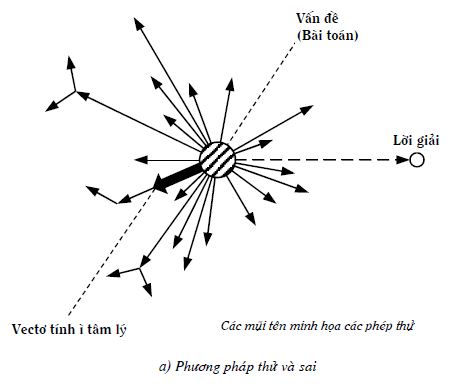 Vấn đề
(Bài toán)
Lời giải
Vectơ tính ì tâm lý
Các mũi tên minh họa các phép thử
a) Phương pháp thử và sai